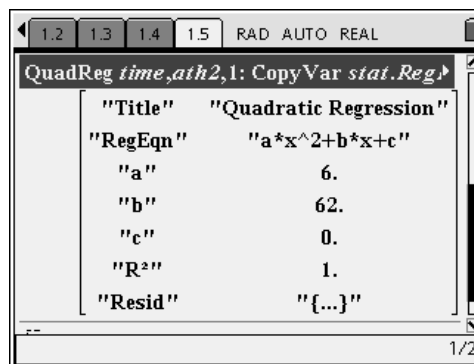 1.2 1.3 1.4 1.5 RAD AUTO REAL
QuadReg time,ath2,1: CopyVar stat.Reg
"Title" "Quadratic Regression"
"RegEqn" "a*x^2+b*x+c"
"a" 6.
"b" 62.
"c" 0.
"R²" 1.
"Resid" "{...}"
1/2